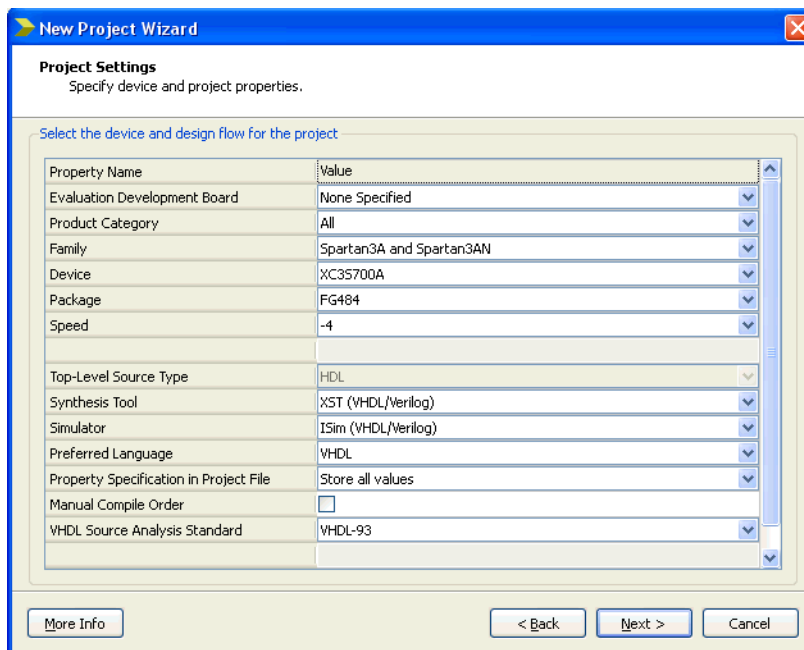 New Project Wizard
Project Settings
Specify device and project properties.
Select the device and design flow for the project
Property Name Value
Evaluation Development Board None Specified
Product Category All
Family Spartan3A and Spartan3AN
Device XC3S700A
Package FG484
Speed -4
Top-Level Source Type HDL
Synthesis Tool XST (VHDL/Verilog)
Simulator ISim (VHDL/Verilog)
Preferred Language VHDL
Property Specification in Project File Store all values
Manual Compile Order
VHDL Source Analysis Standard VHDL-93
More Info < Back Next > Cancel